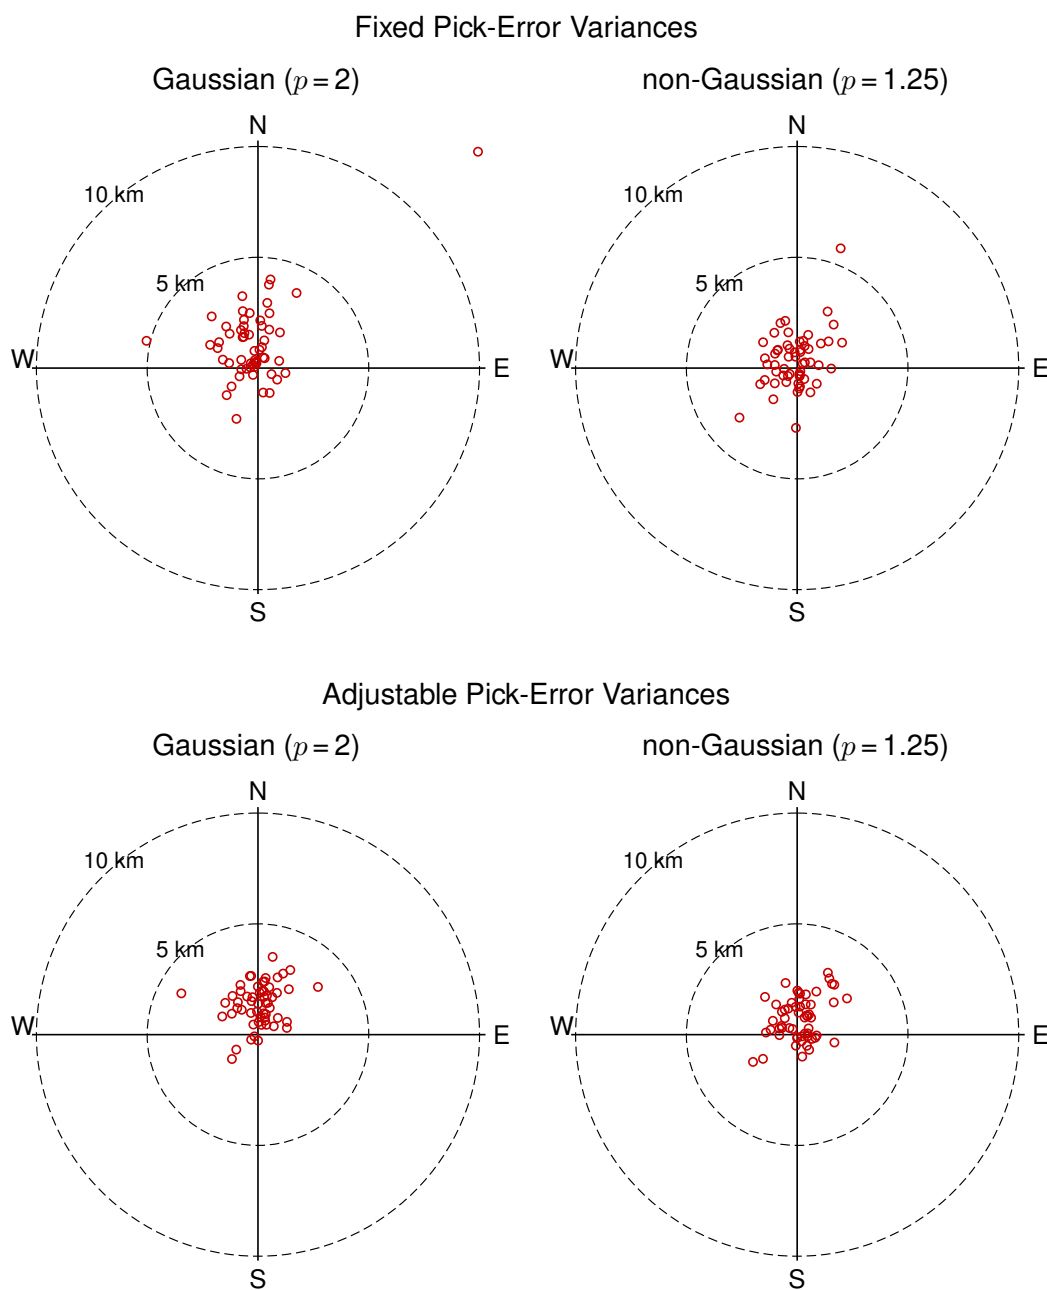 Fixed Pick-Error Variances
Gaussian (p = 2)
non-Gaussian (p = 1.25)
N
N
10 km
10 km
5 km
5 km
W
E
W
E
S
S
Adjustable Pick-Error Variances
Gaussian (p = 2)
non-Gaussian (p = 1.25)
N
N
10 km
10 km
5 km
5 km
W
E
W
E
S
S